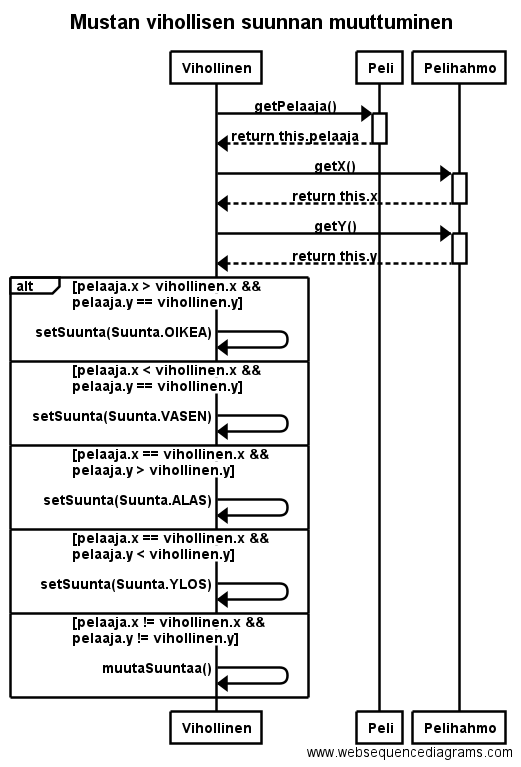 Mustan vihollisen suunnan muuttuminen
Vihollinen
Peli
Pelihahmo
getPelaaja()
return this.pelaaja
getX()
return this.x
getY()
return this.y
alt
[pelaaja.x > vihollinen.x &&
pelaaja.y == vihollinen.y]
setSuunta(Suunta.OIKEA)
[pelaaja.x < vihollinen.x &&
pelaaja.y == vihollinen.y]
setSuunta(Suunta.VASEN)
[pelaaja.x == vihollinen.x &&
pelaaja.y > vihollinen.y]
setSuunta(Suunta.ALAS)
[pelaaja.x == vihollinen.x &&
pelaaja.y < vihollinen.y]
setSuunta(Suunta.YLOS)
[pelaaja.x != vihollinen.x &&
pelaaja.y != vihollinen.y]
muutaSuuntaa()
Vihollinen
Peli
Pelihahmo
www.websequencediagrams.com